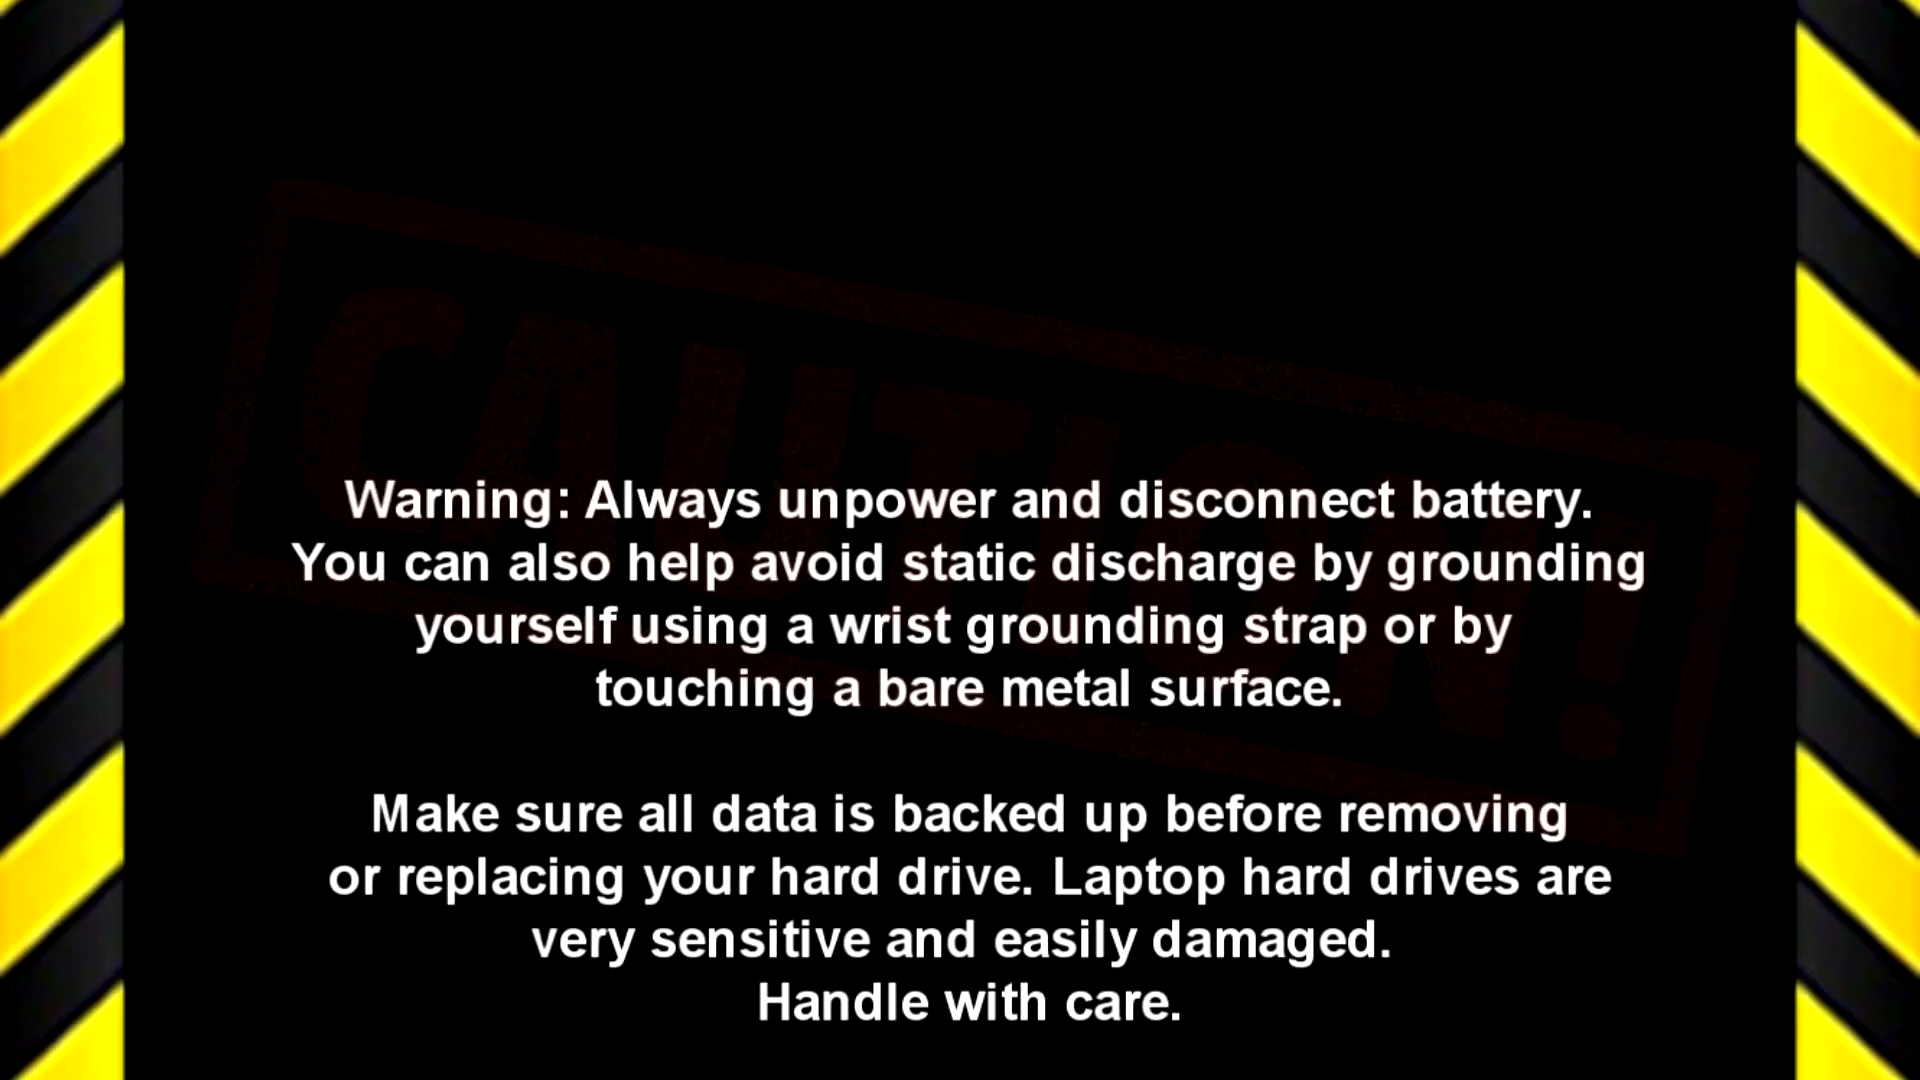 CAUTION!
Warning: Always unpower and disconnect battery.
You can also help avoid static discharge by grounding
yourself using a wrist grounding strap or by
touching a bare metal surface.
Make sure all data is backed up before removing
or replacing your hard drive. Laptop hard drives are
very sensitive and easily damaged.
Handle with care.